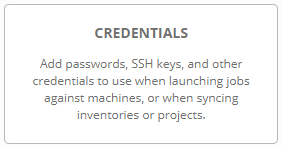 CREDENTIALS
Add passwords, SSH keys, and other
credentials to use when launching jobs
against machines, or when syncing
inventories or projects.